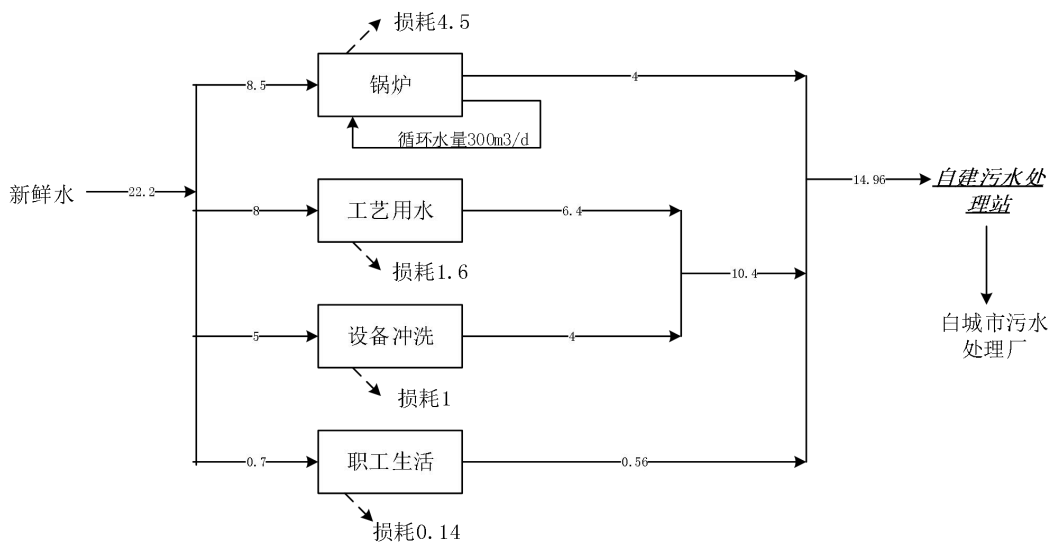 损耗4.5
8.5
锅炉
4
循环水量300m3/d
新鲜水
22.2
14.96
自建污水处
理站
8
工艺用水
6.4
损耗1.6
10.4
5
设备冲洗
4
白城市污水
处理厂
损耗1
0.7
职工生活
0.56
损耗0.14